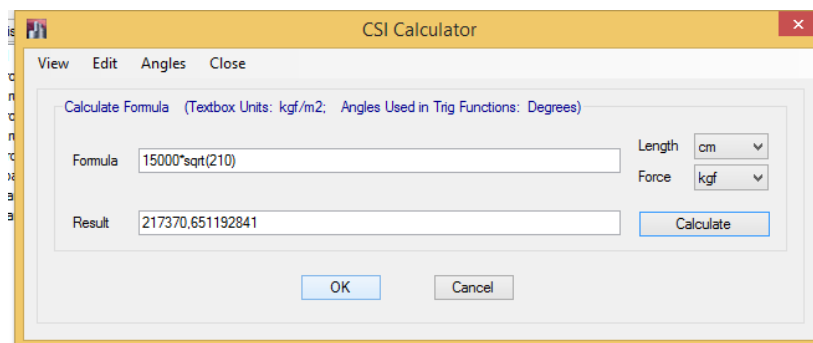 CSI Calculator
View Edit Angles Close
Calculate Formula (Textbox Units: kgf/m2; Angles Used in Trig Functions: Degrees)
Length cm
Formula 15000*sqrt(210)
Force kgf
Result 217370,651192841 Calculate
OK Cancel